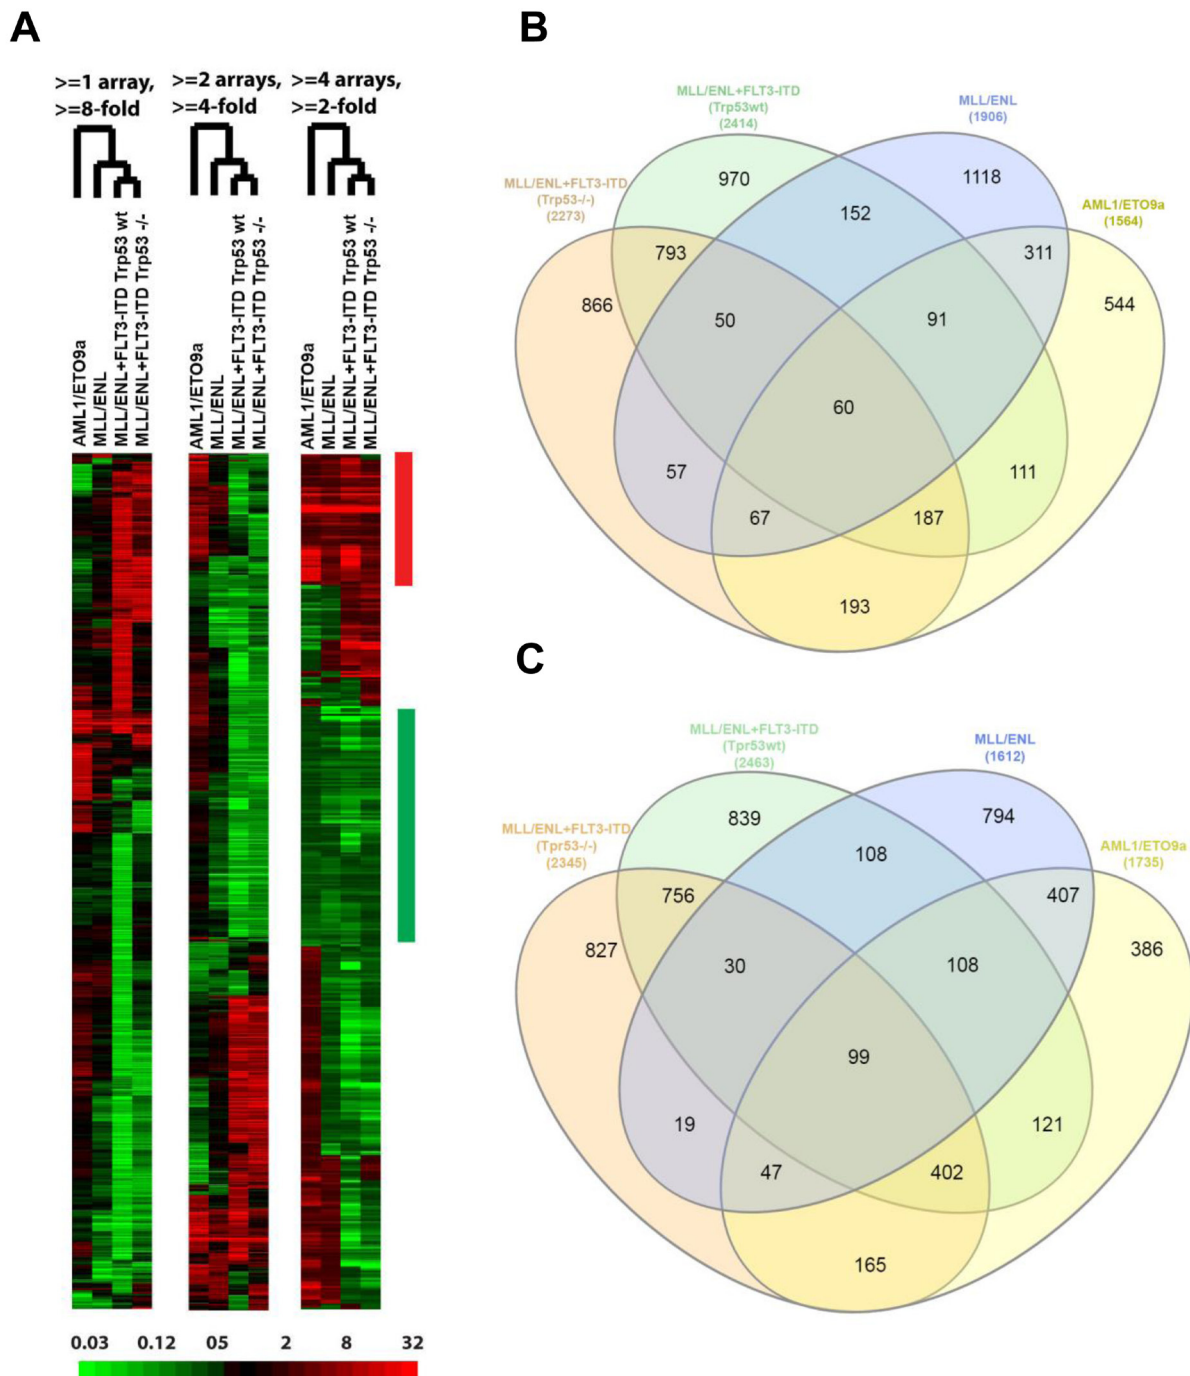 A
>=1 array,
>=8-fold
>=2 arrays,
>=4-fold
>=4 arrays,
>=2-fold
AML1/ETO9a
MLL/ENL
MLL/ENL+FLT3-ITD Trp53 wt
MLL/ENL+FLT3-ITD Trp53 -/-
AML1/ETO9a
MLL/ENL
MLL/ENL+FLT3-ITD Trp53 wt
MLL/ENL+FLT3-ITD Trp53 -/-
AML1/ETO9a
MLL/ENL
MLL/ENL+FLT3-ITD Trp53 wt
MLL/ENL+FLT3-ITD Trp53 -/-
0.03 0.12 05 2 8 32
B
MLL/ENL+FLT3-ITD
(Trp53wt)
(2414)
MLL/ENL
(1906)
MLL/ENL+FLT3-ITD
(Trp53-/-)
(2273)
AML1/ETO9a
(1564)
970
1118
152
793
311
866
544
50
91
60
57
111
67
187
193
C
MLL/ENL+FLT3-ITD
(Tpr53wt)
(2463)
MLL/ENL
(1612)
MLL/ENL+FLT3-ITD
(Tpr53-/-)
(2345)
AML1/ETO9a
(1735)
839
794
108
756
407
827
386
30
108
99
19
121
47
402
165